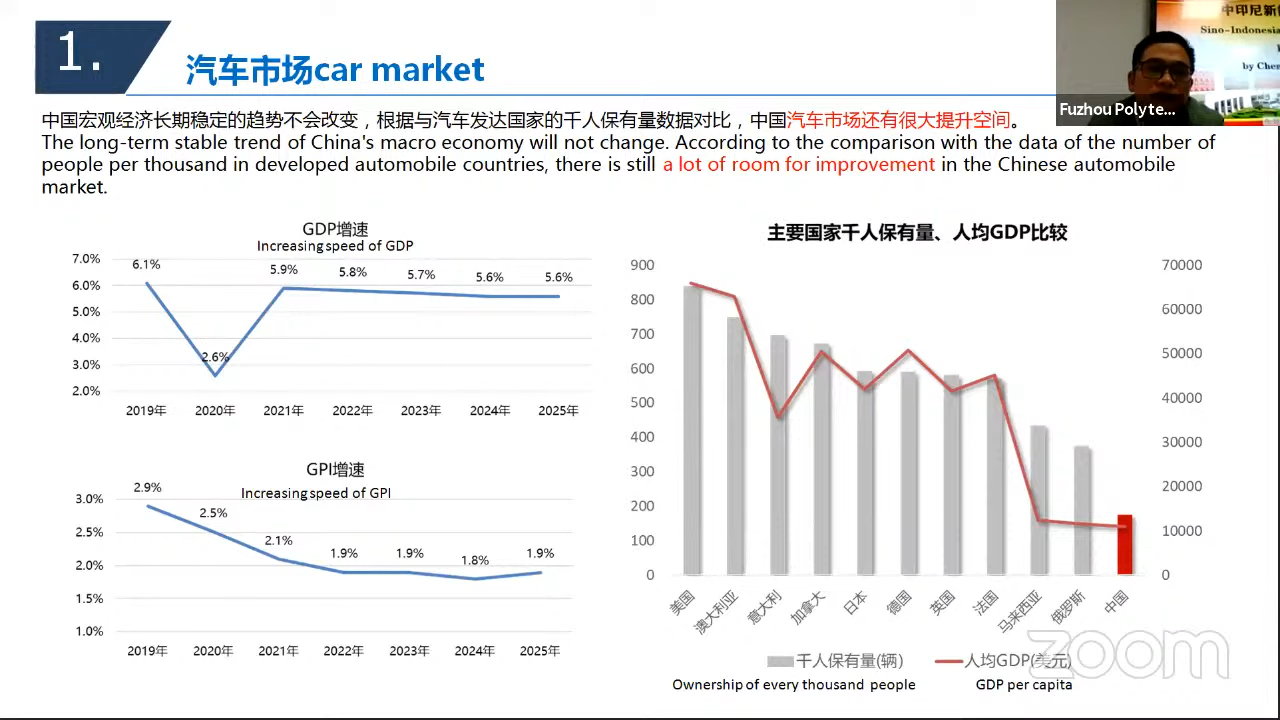 1.
汽车市场car market
中印尼新
Sino-Indonesia
by Che
Fuzhou Polyte...
中国宏观经济长期稳定的趋势不会改变，根据与汽车发达国家的千人保有量数据对比，中国汽车市场还有很大提升空间。
The long-term stable trend of China's macro economy will not change. According to the comparison with the data of the number of
people per thousand in developed automobile countries, there is still a lot of room for improvement in the Chinese automobile
market.
GDP增速
Increasing speed of GDP
7.0%
6.0%
5.0%
4.0%
3.0%
2.0%
6.1%
2.6%
5.9%
5.8%
5.7%
5.6%
5.6%
2019年 2020年 2021年 2022年 2023年 2024年 2025年
GPI增速
Increasing speed of GPI
3.0%
2.5%
2.0%
1.5%
1.0%
2.9%
2.5%
2.1%
1.9%
1.9%
1.8%
1.9%
2019年 2020年 2021年 2022年 2023年 2024年 2025年
主要国家千人保有量、人均GDP比较
900
800
700
600
500
400
300
200
100
0
70000
60000
50000
40000
30000
20000
10000
0
美国
澳大利亚
意大利
加拿大
日本
德国
英国
法国
马来西亚
俄罗斯
中国
千人保有量(辆) 人均GDP(美元)
Ownership of every thousand people GDP per capita
zoom